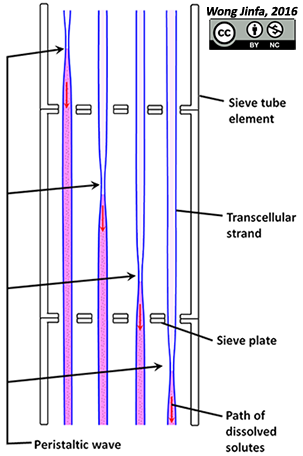 Wong Jinfa, 2016
cc
BY NC
Sieve tube
element
Transcellular
strand
Sieve plate
Path of
dissolved
solutes
Peristaltic wave